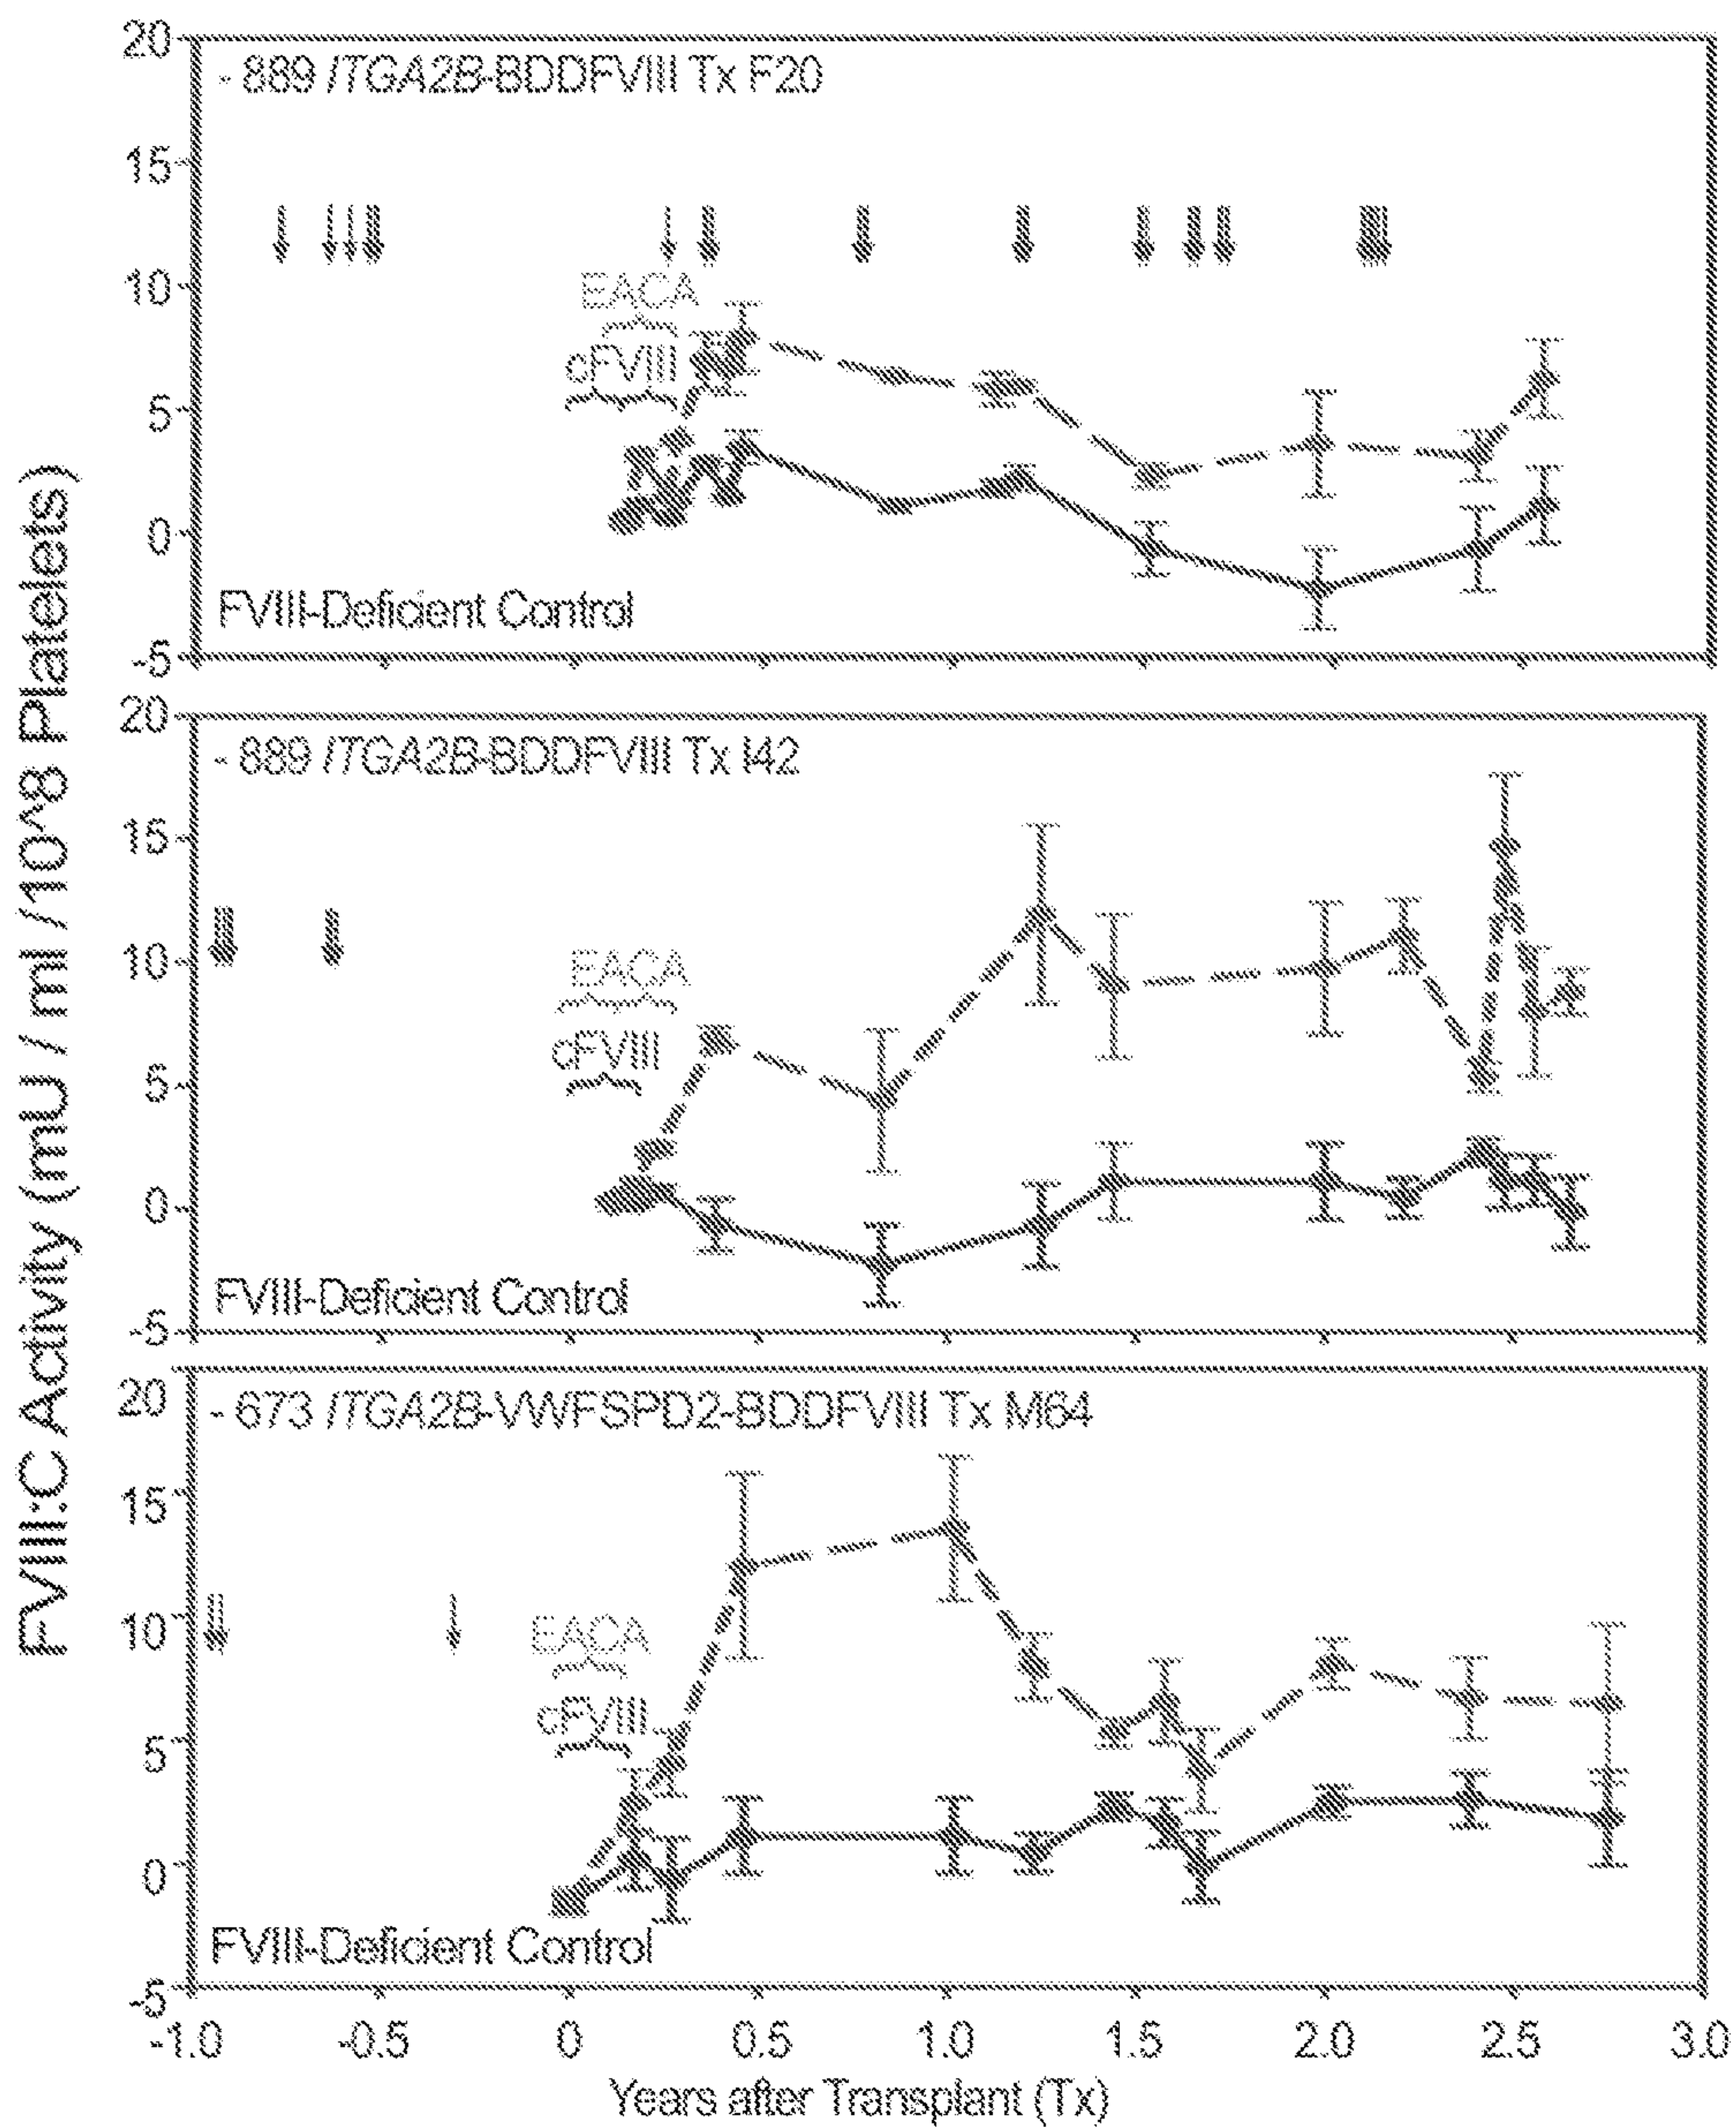 FVIII:C Activity (mU / ml /10^8 Platelets)
20
- 889 ITGA2B-BDDFVIII Tx F20
15
10
EACA
cFVIII
5
0
FVIII-Deficient Control
-5
20
- 889 ITGA2B-BDDFVIII Tx I42
15
10
EACA
cFVIII
5
0
FVIII-Deficient Control
-5
20
- 673 ITGA2B-VWFSPD2-BDDFVIII Tx M64
15
10
EACA
cFVIII
5
0
FVIII-Deficient Control
-5
-1.0 -0.5 0 0.5 1.0 1.5 2.0 2.5 3.0
Years after Transplant (Tx)